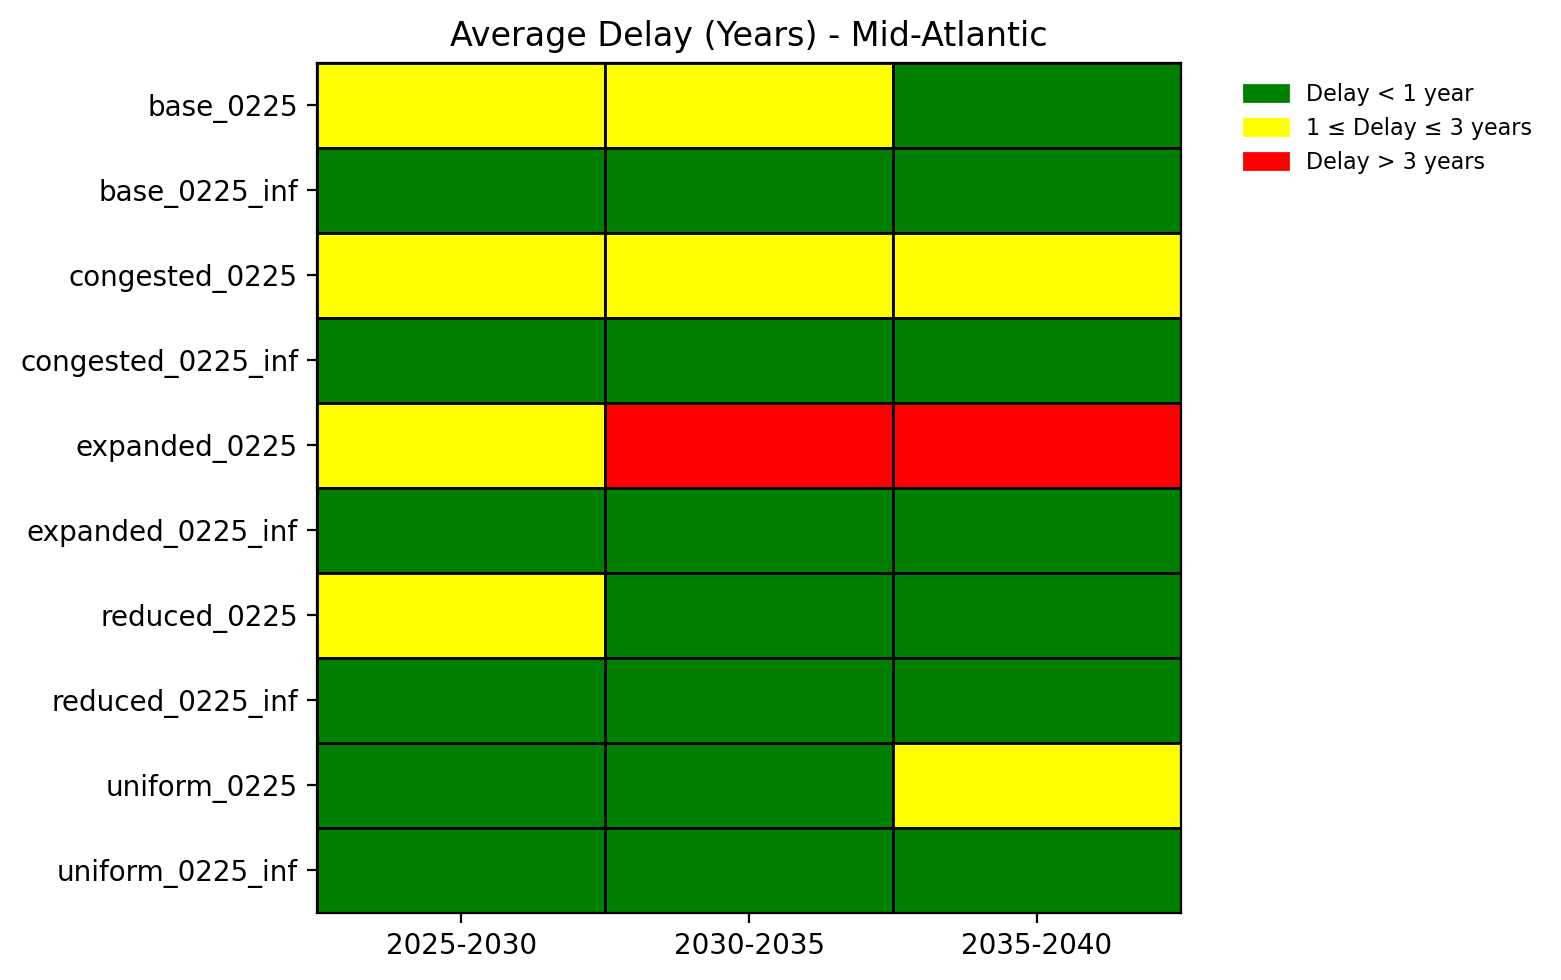 Average Delay (Years) - Mid-Atlantic
base_0225
base_0225_inf
congested_0225
congested_0225_inf
expanded_0225
expanded_0225_inf
reduced_0225
reduced_0225_inf
uniform_0225
uniform_0225_inf
2025-2030
2030-2035
2035-2040
Delay < 1 year
1 ≤ Delay ≤ 3 years
Delay > 3 years